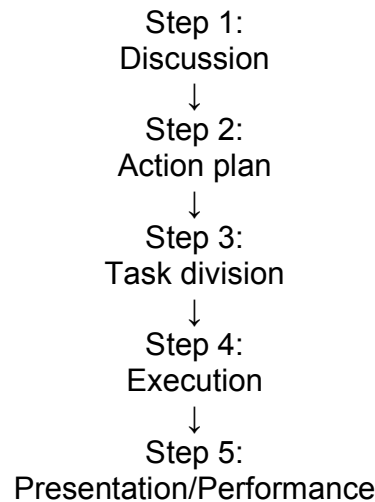 Step 1:
Discussion
↓
Step 2:
Action plan
↓
Step 3:
Task division
↓
Step 4:
Execution
↓
Step 5:
Presentation/Performance